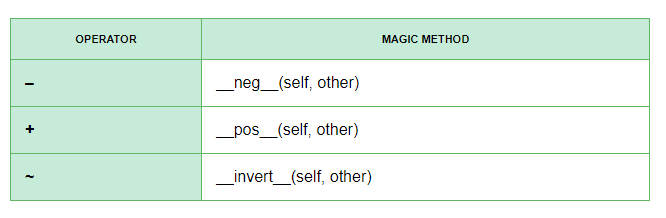 OPERATOR MAGIC METHOD
– __neg__(self, other)
+ __pos__(self, other)
~ __invert__(self, other)